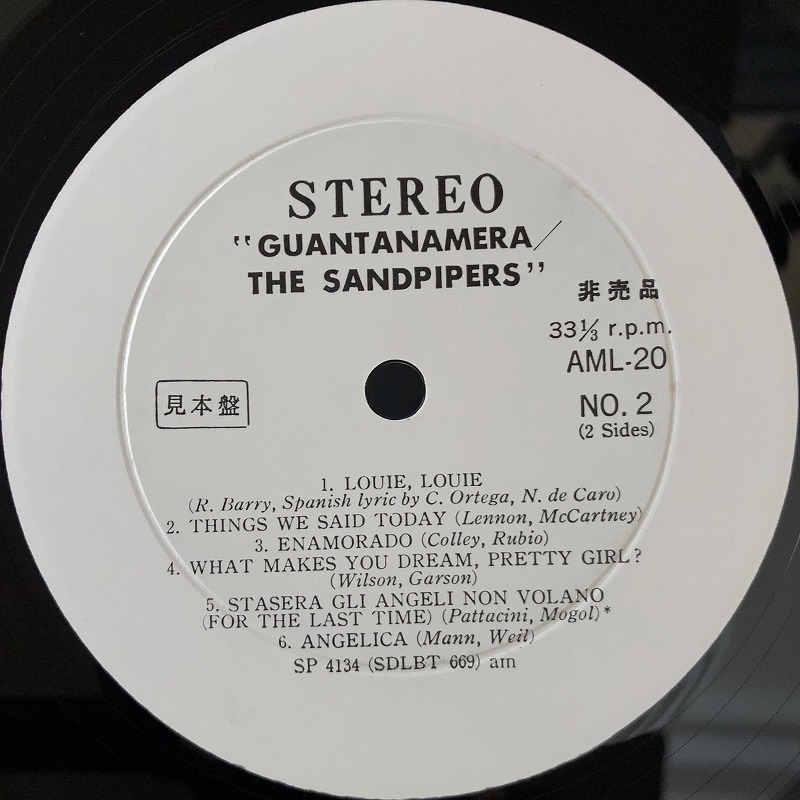 STEREO
“GUANTANAMERA/
THE SANDPIPERS”
非売品
33⅓ r.p.m.
AML-20
見本盤
NO. 2
(2 Sides)
1. LOUIE, LOUIE
(R. Barry, Spanish lyric by C. Ortega, N. de Caro)
2. THINGS WE SAID TODAY (Lennon, McCartney)
3. ENAMORADO (Colley, Rubio)
4. WHAT MAKES YOU DREAM, PRETTY GIRL?
(Wilson, Garson)
5. STASERA GLI ANGELI NON VOLANO
(FOR THE LAST TIME) (Pattacini, Mogol)*
6. ANGELICA (Mann, Weil)
SP 4134 (SDLBT 669) am